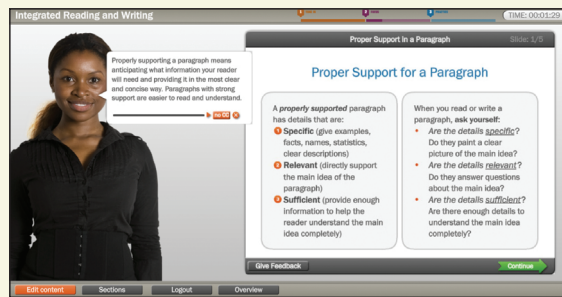 Integrated Reading and Writing
TIME: 00:01:29
Proper Support in a Paragraph
Slide: 1/5
Properly supporting a paragraph means
anticipating what information your reader
will need and providing it in the most clear
and concise way. Paragraphs with strong
support are easier to read and understand.
no CC
Proper Support for a Paragraph
A properly supported paragraph
has details that are:
1 Specific (give examples,
facts, names, statistics,
clear descriptions)
2 Relevant (directly support
the main idea of the
paragraph)
3 Sufficient (provide enough
information to help the
reader understand the main
idea completely)
When you read or write a
paragraph, ask yourself:
• Are the details specific?
Do they paint a clear
picture of the main idea?
• Are the details relevant?
Do they answer questions
about the main idea?
• Are the details sufficient?
Are there enough details to
understand the main idea
completely?
Give Feedback
Continue
Edit content
Sections
Logout
Overview